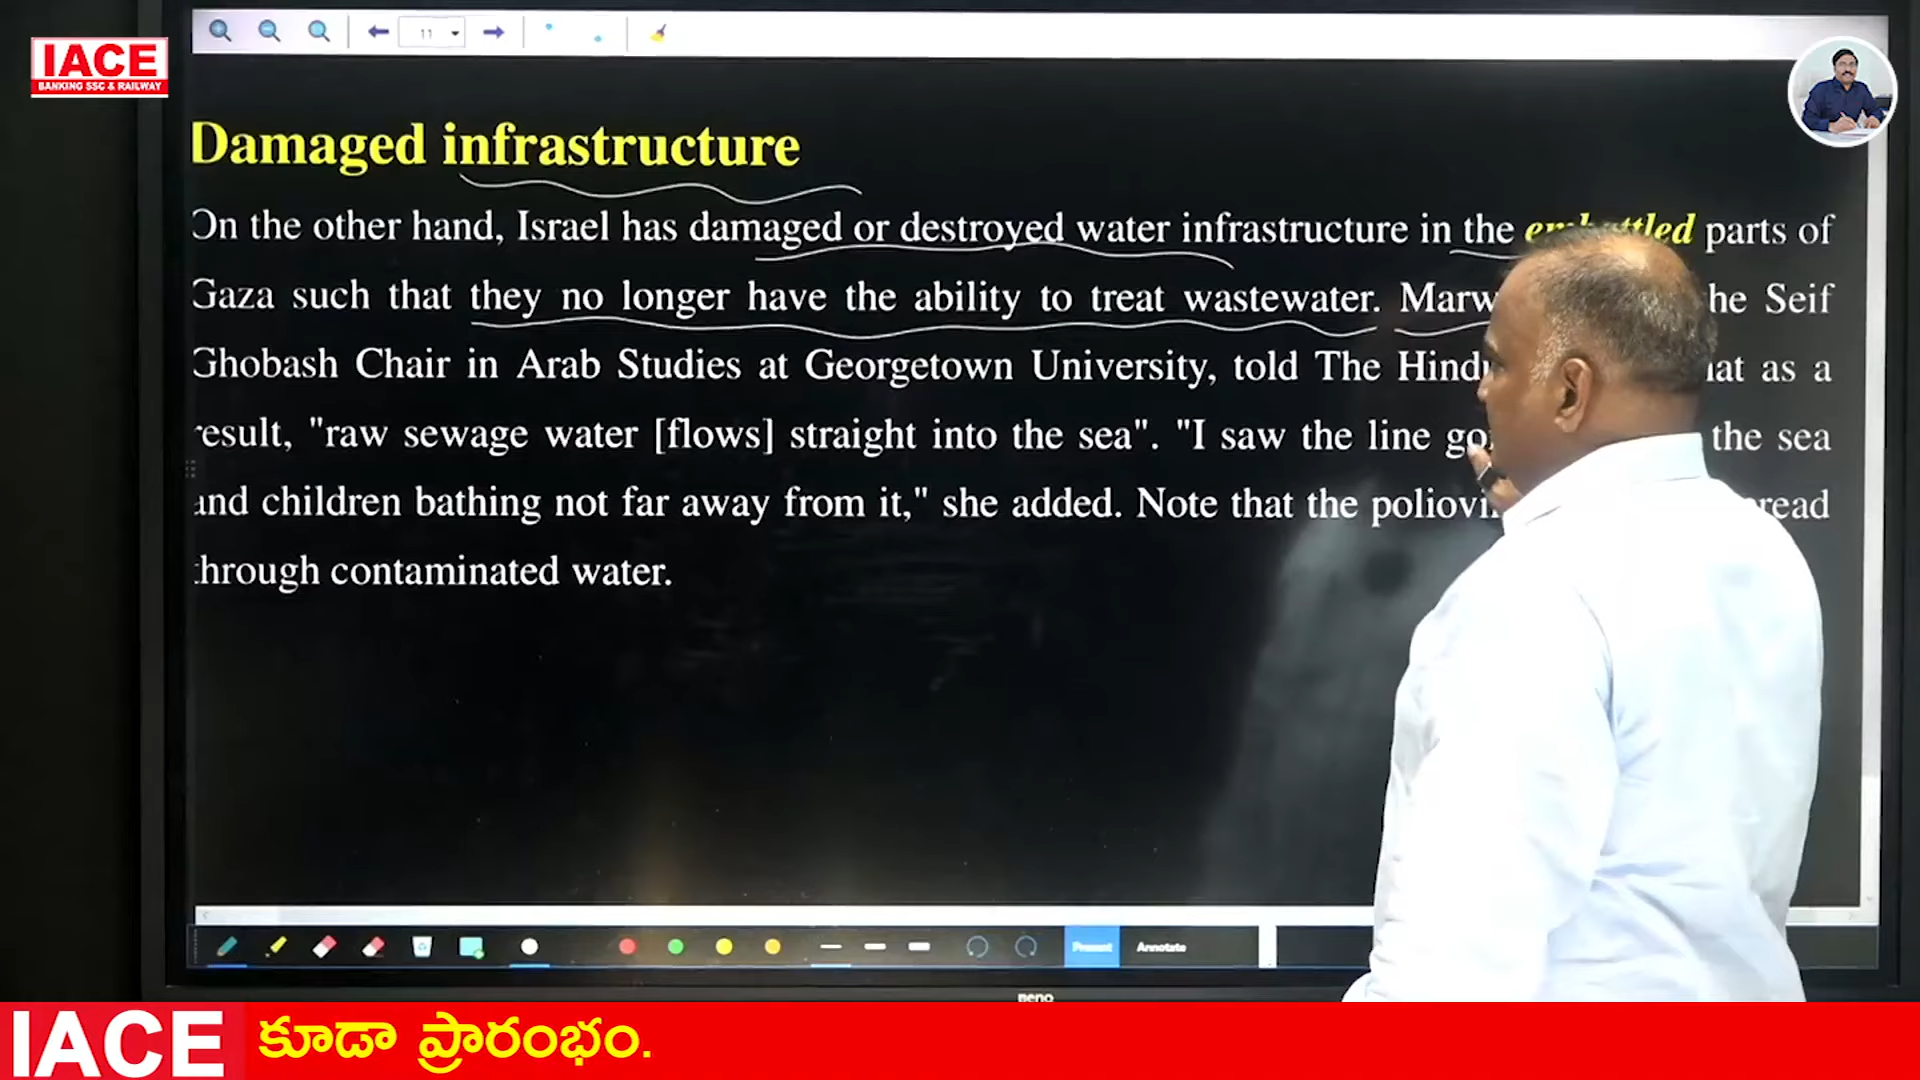 IACE
BANKING SSC & RAILWAY
11
Damaged infrastructure
On the other hand, Israel has damaged or destroyed water infrastructure in the embattled parts of
Gaza such that they no longer have the ability to treat wastewater. Marw he Seif
Ghobash Chair in Arab Studies at Georgetown University, told The Hind at as a
result, "raw sewage water [flows] straight into the sea". "I saw the line go the sea
and children bathing not far away from it," she added. Note that the poliovi read
through contaminated water.
Present Annotate
Benq
IACE కూడా ప్రారంభం.